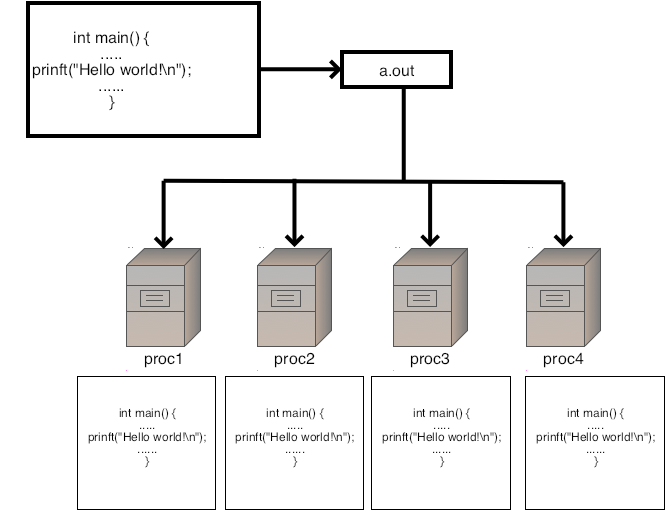 int main() {
.....
prinft("Hello world!\n");
......
}
a.out
proc1
proc2
proc3
proc4
int main() {
.....
prinft("Hello world!\n");
......
}
int main() {
.....
prinft("Hello world!\n");
......
}
int main() {
.....
prinft("Hello world!\n");
......
}
int main() {
.....
prinft("Hello world!\n");
......
}